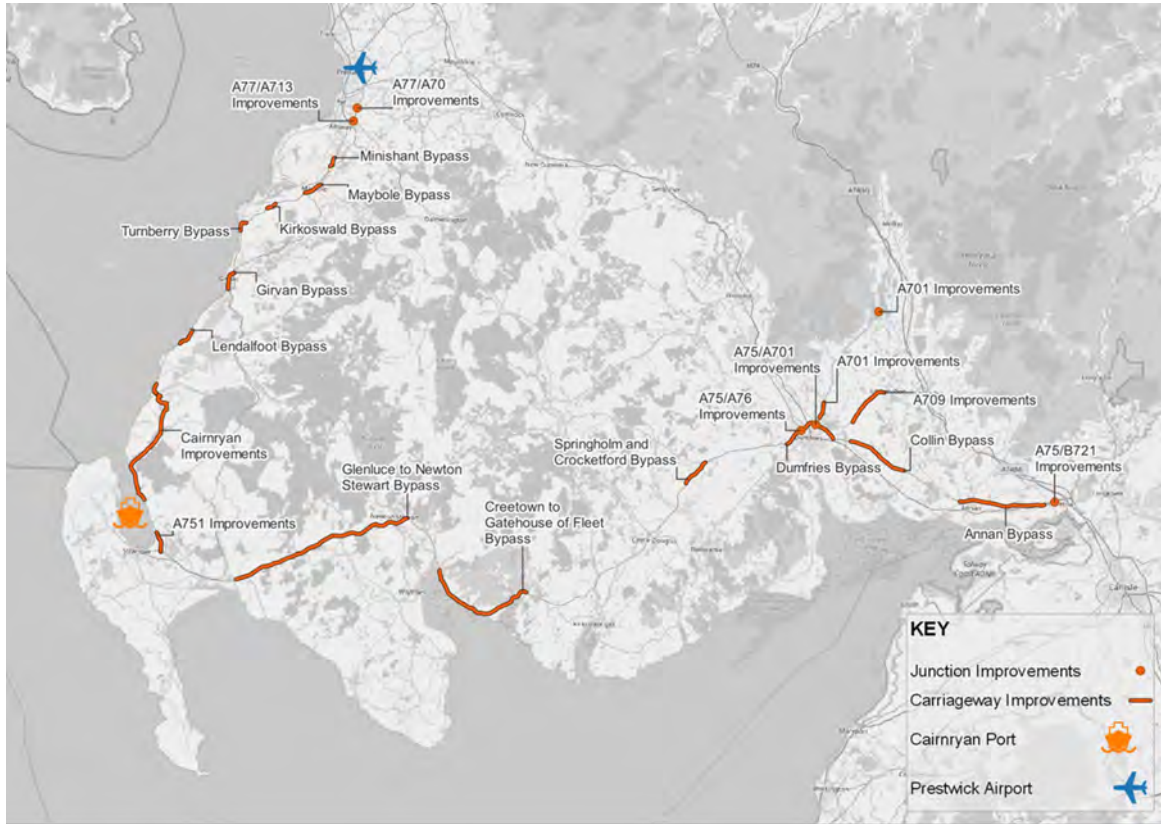 A77/A713
Improvements
A77/A70
Improvements
Minishant Bypass
Maybole Bypass
Kirkoswald Bypass
Turnberry Bypass
Girvan Bypass
Lendalfoot Bypass
Cairnryan
Improvements
A751 Improvements
Glenluce to Newton
Stewart Bypass
Creetown to
Gatehouse of Fleet
Bypass
Springholm and
Crocketford Bypass
A75/A76
Improvements
A75/A701
Improvements
A701 Improvements
A701 Improvements
A709 Improvements
Dumfries Bypass
Collin Bypass
A75/B721
Improvements
Annan Bypass
Carlisle
KEY
Junction Improvements
Carriageway Improvements
Cairnryan Port
Prestwick Airport